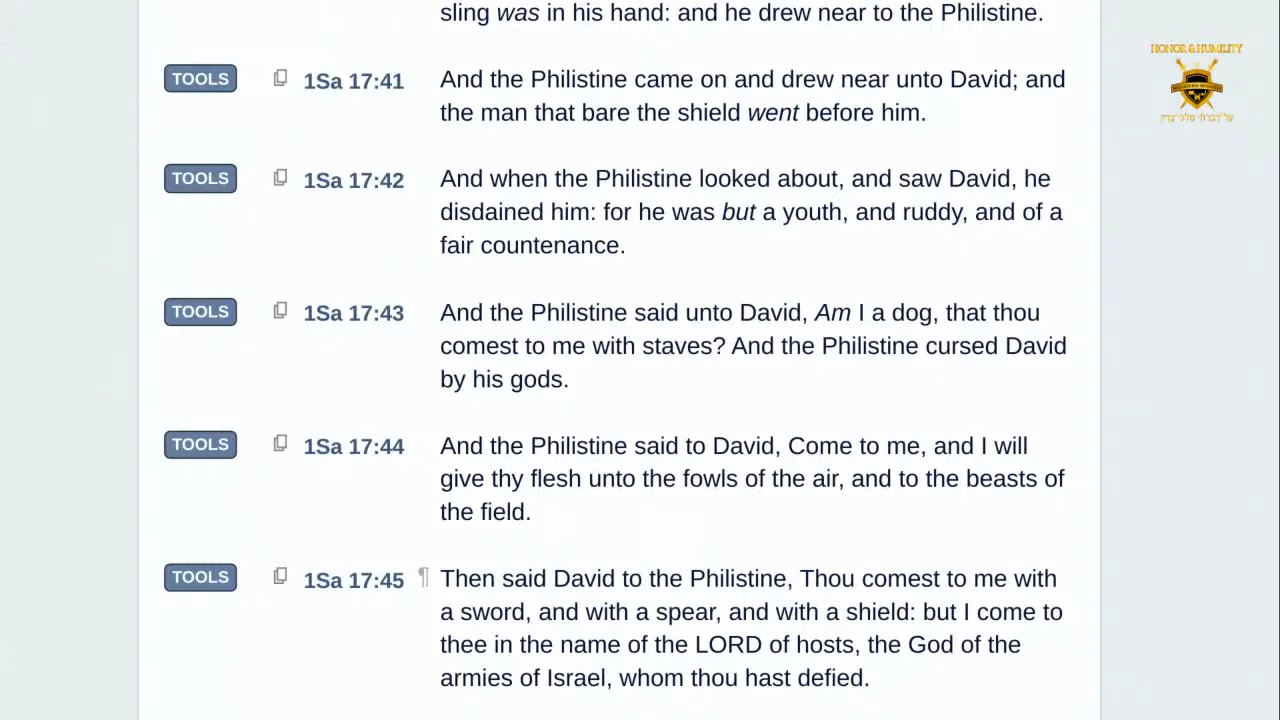 sling was in his hand: and he drew near to the Philistine.
HONOR & HUMILITY
TOOLS 1Sa 17:41 And the Philistine came on and drew near unto David; and
the man that bare the shield went before him.
TOOLS 1Sa 17:42 And when the Philistine looked about, and saw David, he
disdained him: for he was but a youth, and ruddy, and of a
fair countenance.
TOOLS 1Sa 17:43 And the Philistine said unto David, Am I a dog, that thou
comest to me with staves? And the Philistine cursed David
by his gods.
TOOLS 1Sa 17:44 And the Philistine said to David, Come to me, and I will
give thy flesh unto the fowls of the air, and to the beasts of
the field.
TOOLS 1Sa 17:45 ¶ Then said David to the Philistine, Thou comest to me with
a sword, and with a spear, and with a shield: but I come to
thee in the name of the LORD of hosts, the God of the
armies of Israel, whom thou hast defied.